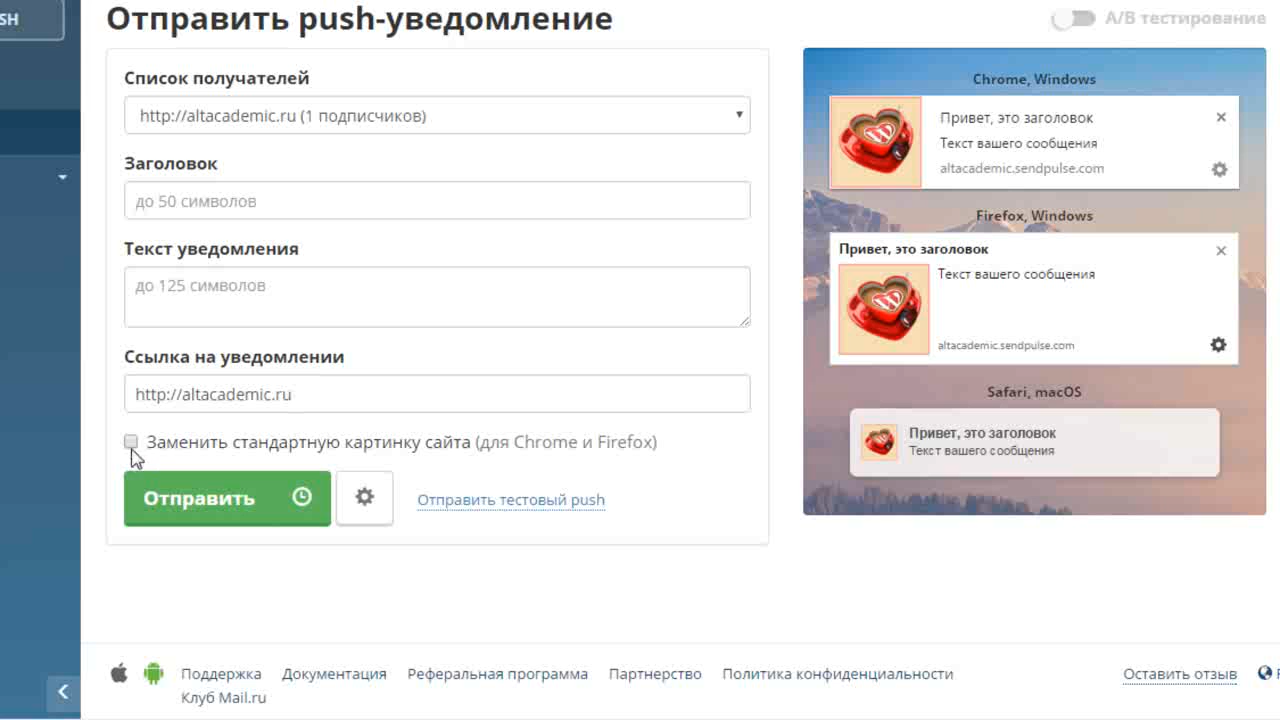 SH
Отправить push-уведомление
A/B тестирование
Список получателей
http://altacademic.ru (1 подписчиков)
Заголовок
до 50 символов
Текст уведомления
до 125 символов
Ссылка на уведомлении
http://altacademic.ru
Заменить стандартную картинку сайта (для Chrome и Firefox)
Отправить
Отправить тестовый push
Chrome, Windows
Привет, это заголовок
Текст вашего сообщения
altacademic.sendpulse.com
Firefox, Windows
Привет, это заголовок
Текст вашего сообщения
altacademic.sendpulse.com
Safari, macOS
Привет, это заголовок
Текст вашего сообщения
Поддержка Документация Реферальная программа Партнерство Политика конфиденциальности Оставить отзыв
Клуб Mail.ru